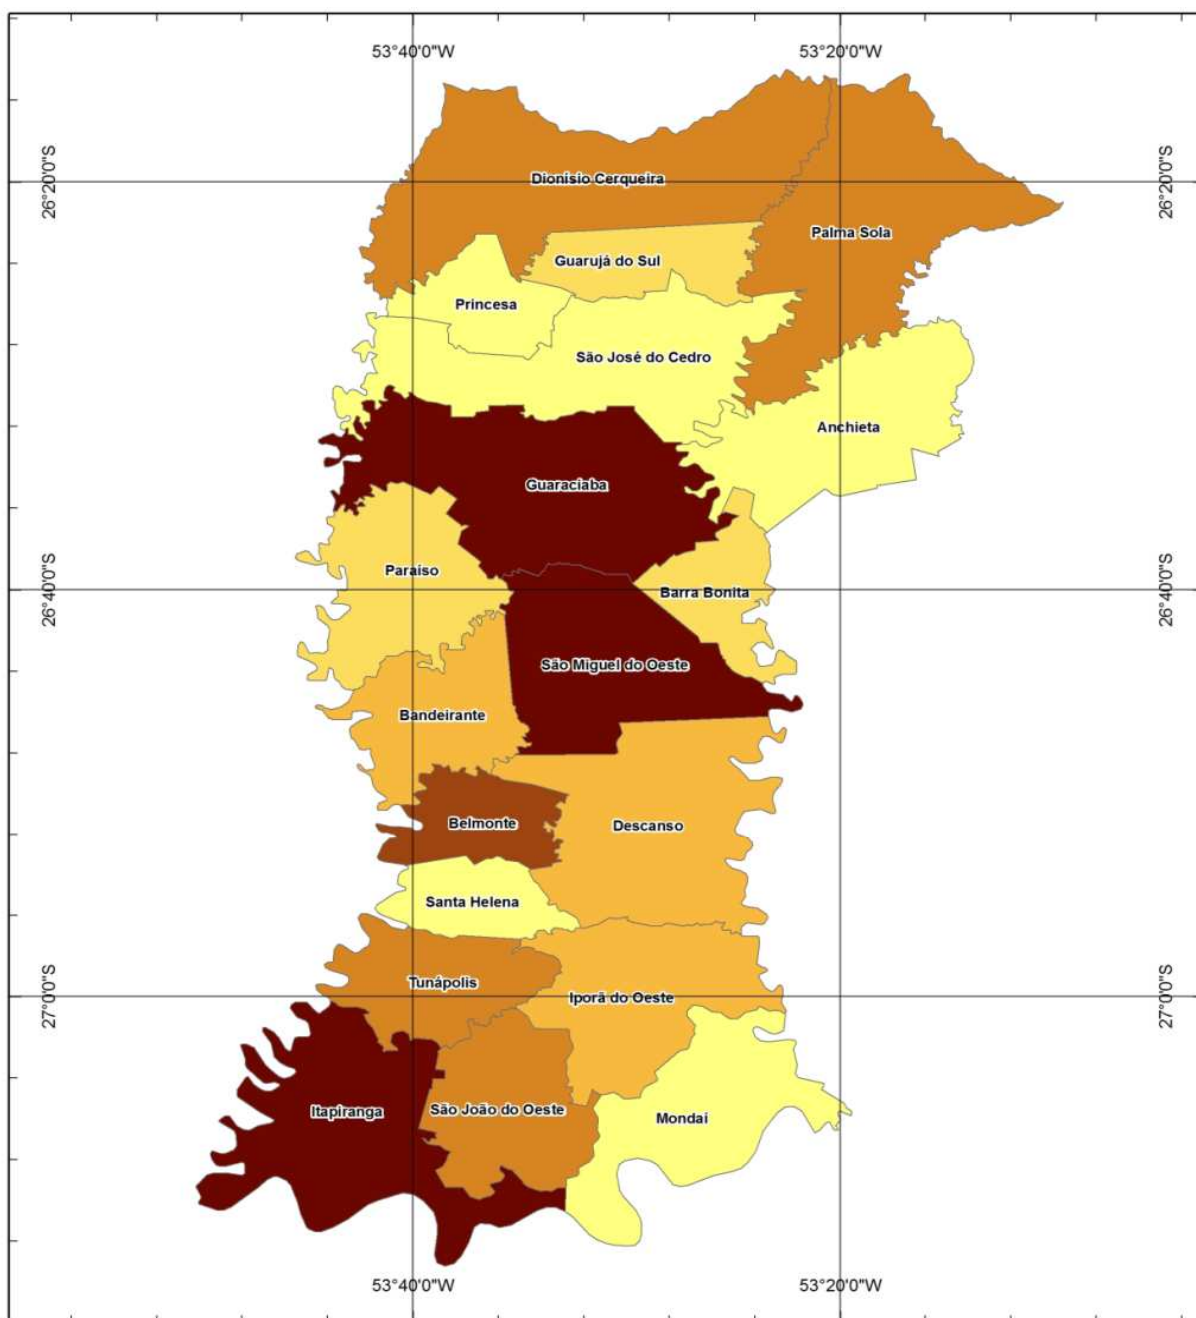 53°40'0"W
53°20'0"W
26°20'0"S
26°20'0"S
Dionísio Cerqueira
Palma Sola
Guarujá do Sul
Princesa
São José do Cedro
Anchieta
Guaraciaba
Paraíso
Barra Bonita
26°40'0"S
26°40'0"S
São Miguel do Oeste
Bandeirante
Belmonte
Descanso
Santa Helena
Tunápolis
Iporã do Oeste
27°0'0"S
27°0'0"S
Itapiranga
São João do Oeste
Mondaí
53°40'0"W
53°20'0"W